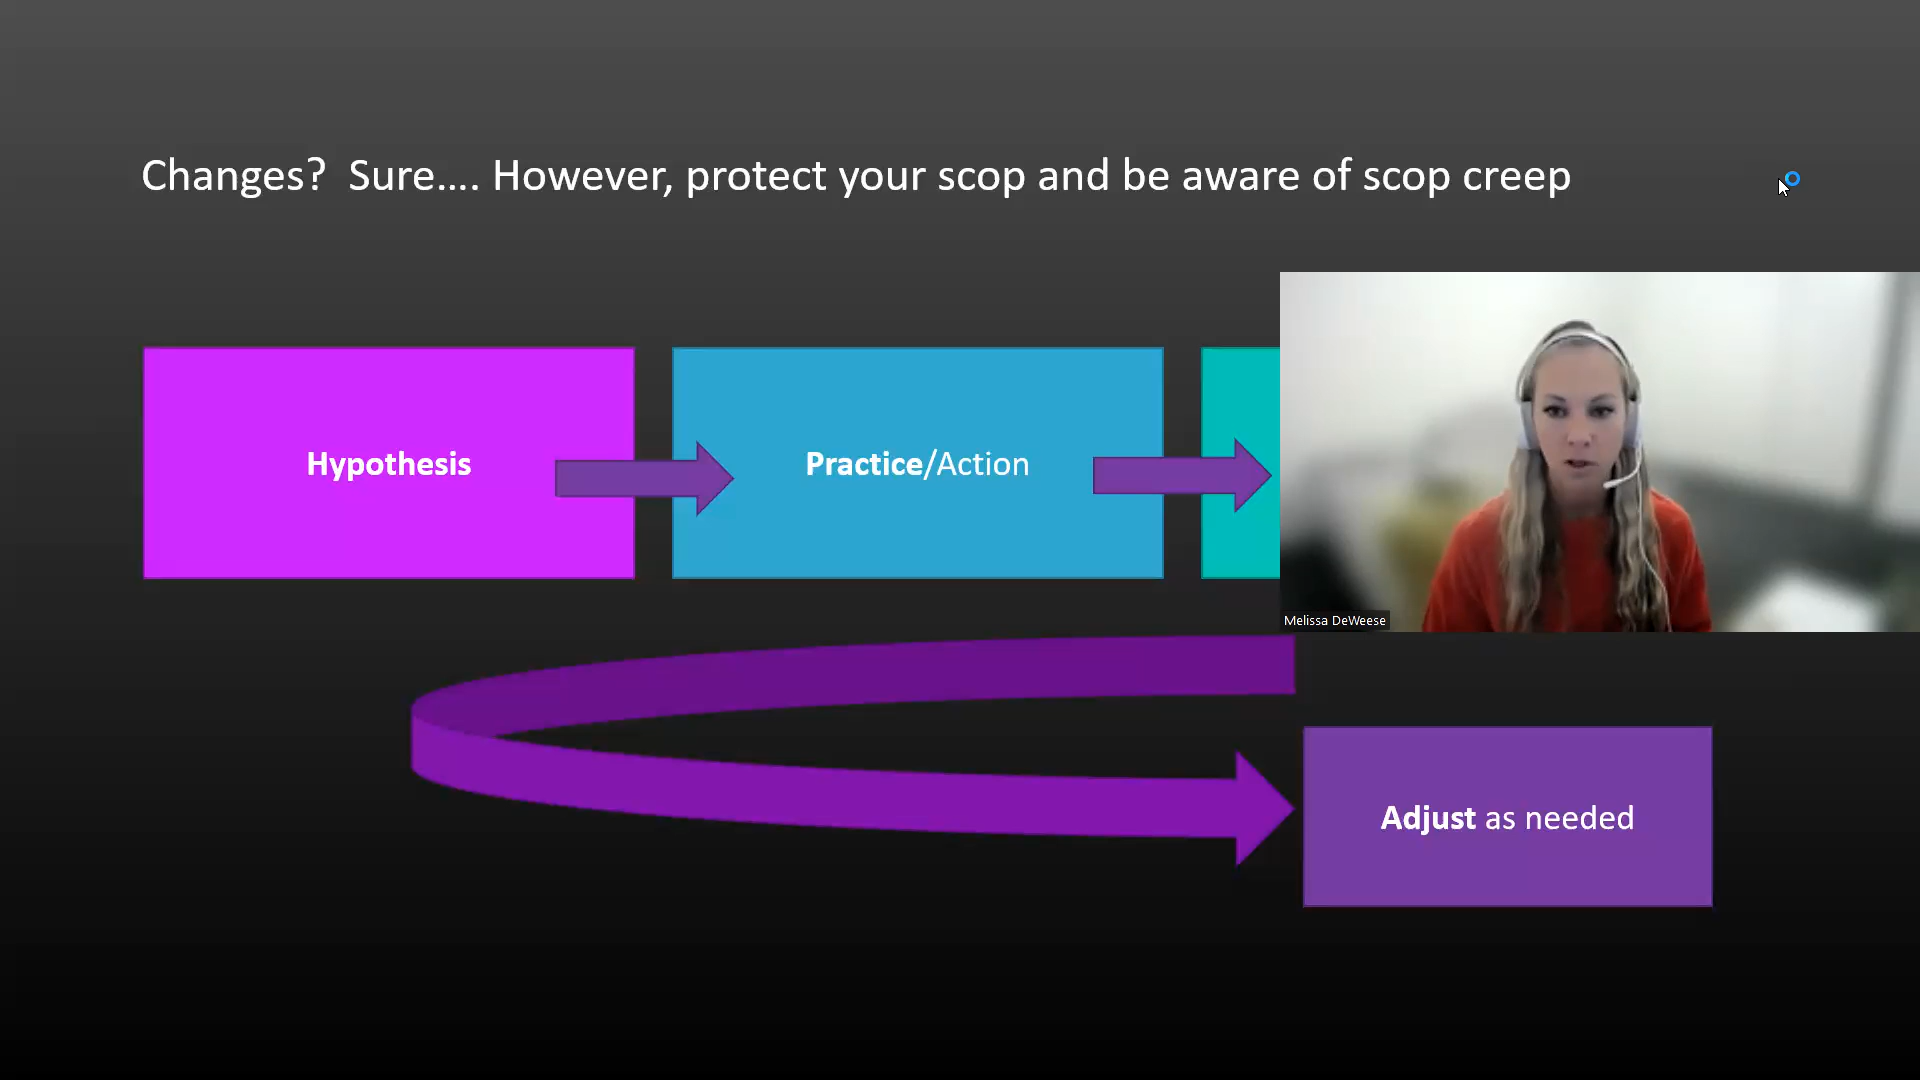 Changes?  Sure.... However, protect your scop and be aware of scop creep
Hypothesis
Practice/Action
Melissa DeWeese
Adjust as needed